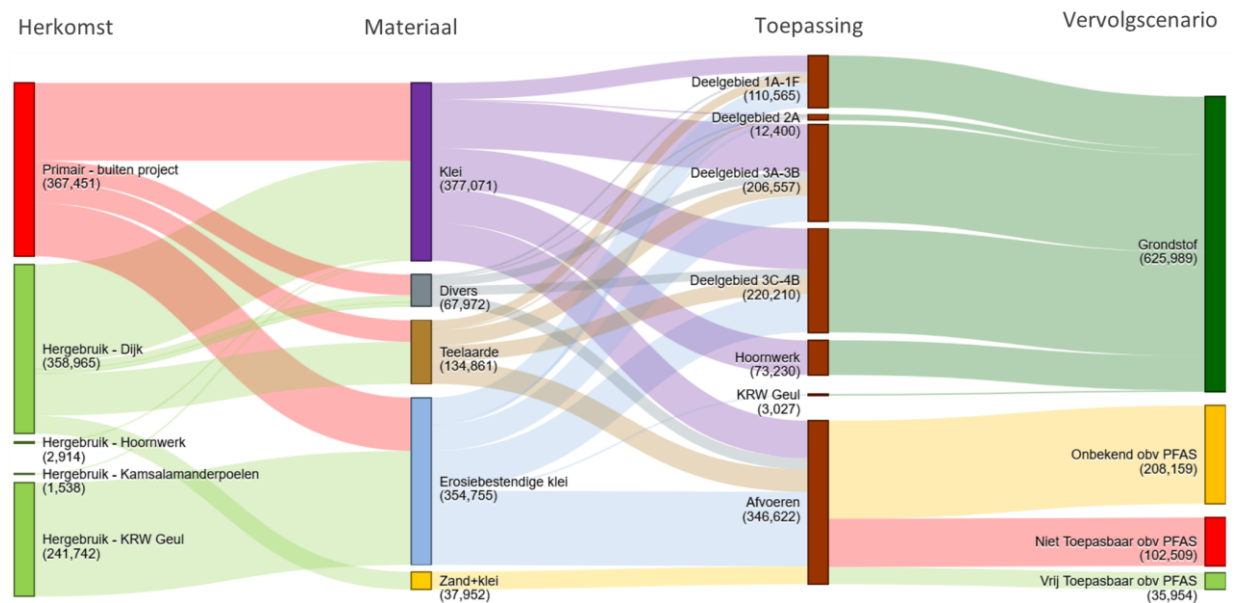 Herkomst
Materiaal
Toepassing
Vervolgscenario
Primair - buiten project
(367,451)
Hergebruik - Dijk
(358,965)
Hergebruik - Hoornwerk
(2,914)
Hergebruik - Kamsalamanderpoelen
(1,538)
Hergebruik - KRW Geul
(241,742)
Klei
(377,071)
Divers
(67,972)
Teelaarde
(134,861)
Erosiebestendige klei
(354,755)
Zand+klei
(37,952)
Deelgebied 1A-1F
(110,565)
Deelgebied 2A
(12,400)
Deelgebied 3A-3B
(206,557)
Deelgebied 3C-4B
(220,210)
Hoornwerk
(73,230)
KRW Geul
(3,027)
Afvoeren
(346,622)
Grondstof
(625,989)
Onbekend obv PFAS
(208,159)
Niet Toepasbaar obv PFAS
(102,509)
Vrij Toepasbaar obv PFAS
(35,954)